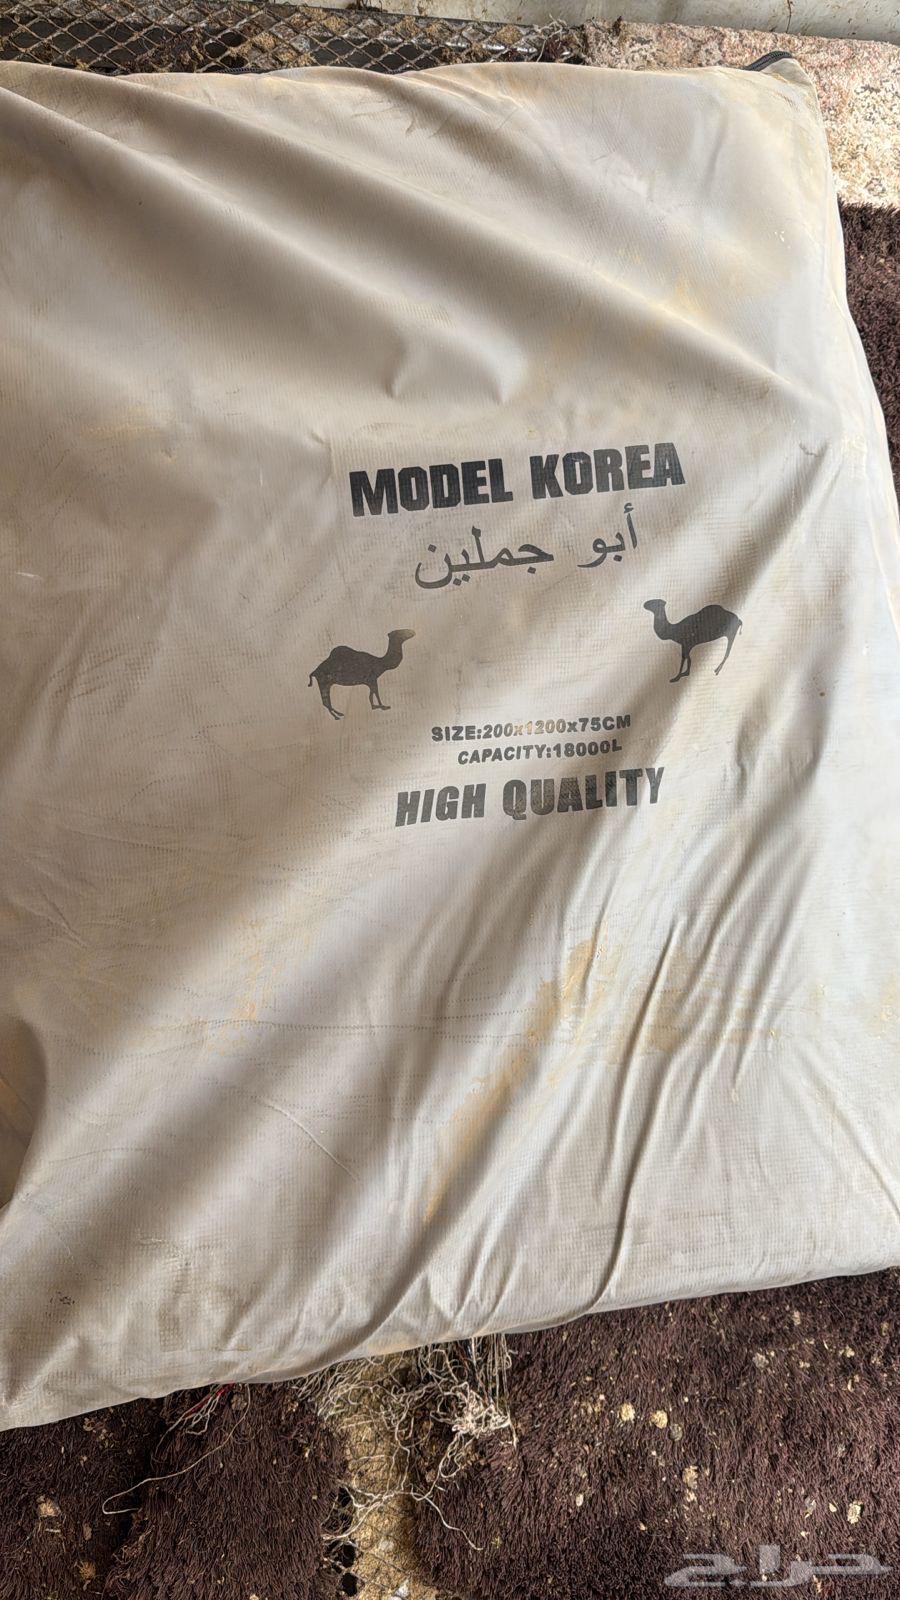 MODEL KOREA
أبو جملين
SIZE:200x1200x75CM
CAPACITY:18000L
HIGH QUALITY
حراج